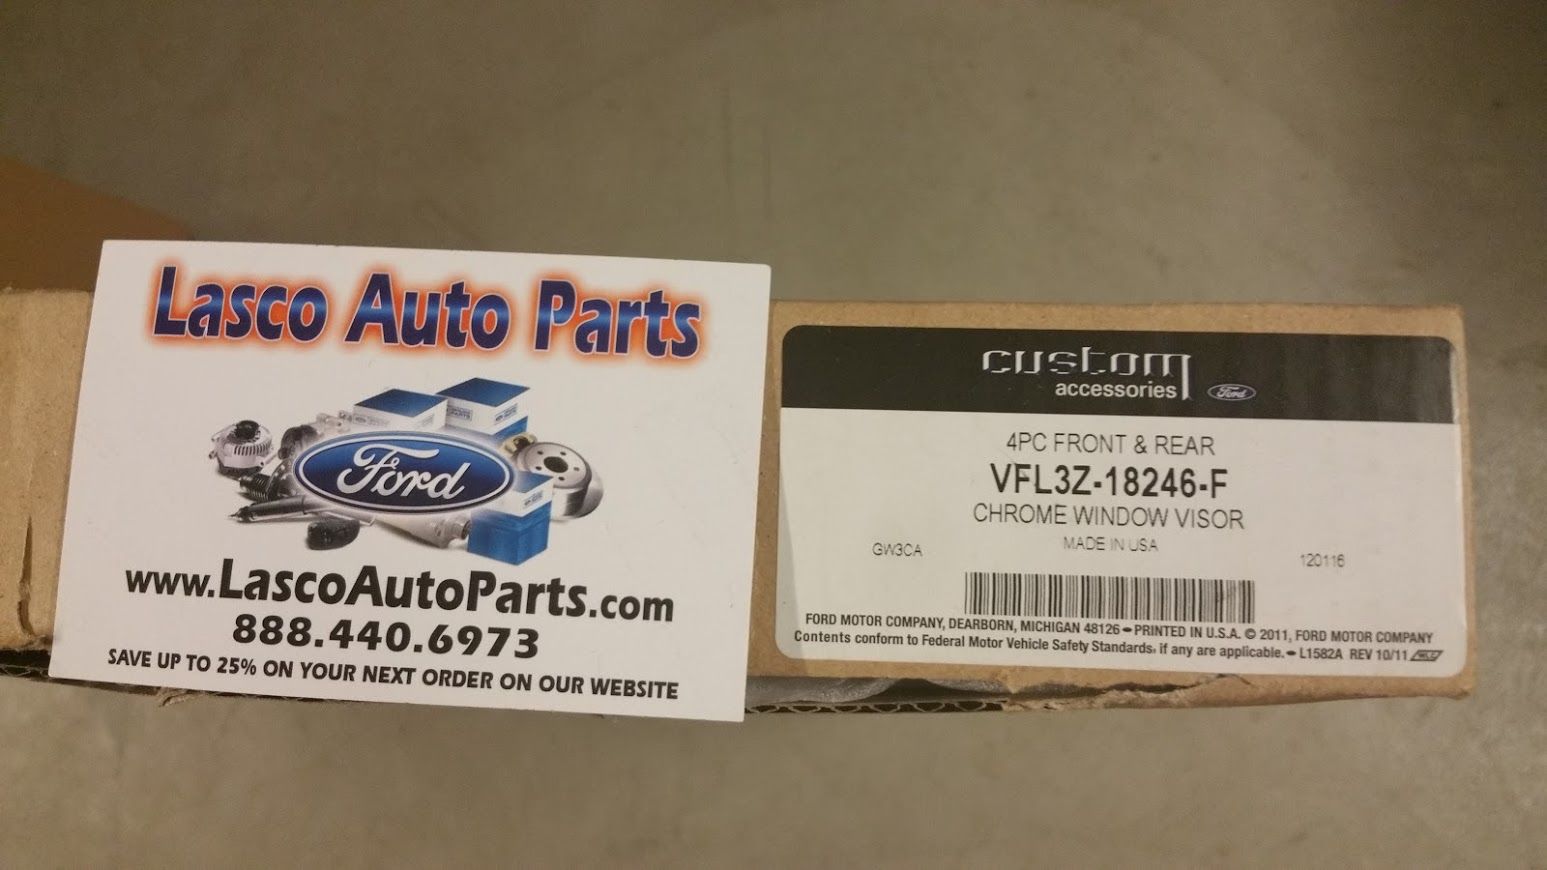 Lasco Auto Parts
Ford
www.LascoAutoParts.com
888.440.6973
SAVE UP TO 25% ON YOUR NEXT ORDER ON OUR WEBSITE
custom
accessories
Ford
4PC FRONT & REAR
VFL3Z-18246-F
CHROME WINDOW VISOR
MADE IN USA
GW3CA
120116
FORD MOTOR COMPANY, DEARBORN, MICHIGAN 48126 - PRINTED IN U.S.A. © 2011, FORD MOTOR COMPANY
Contents conform to Federal Motor Vehicle Safety Standards, if any are applicable. - L1582A REV 10/11